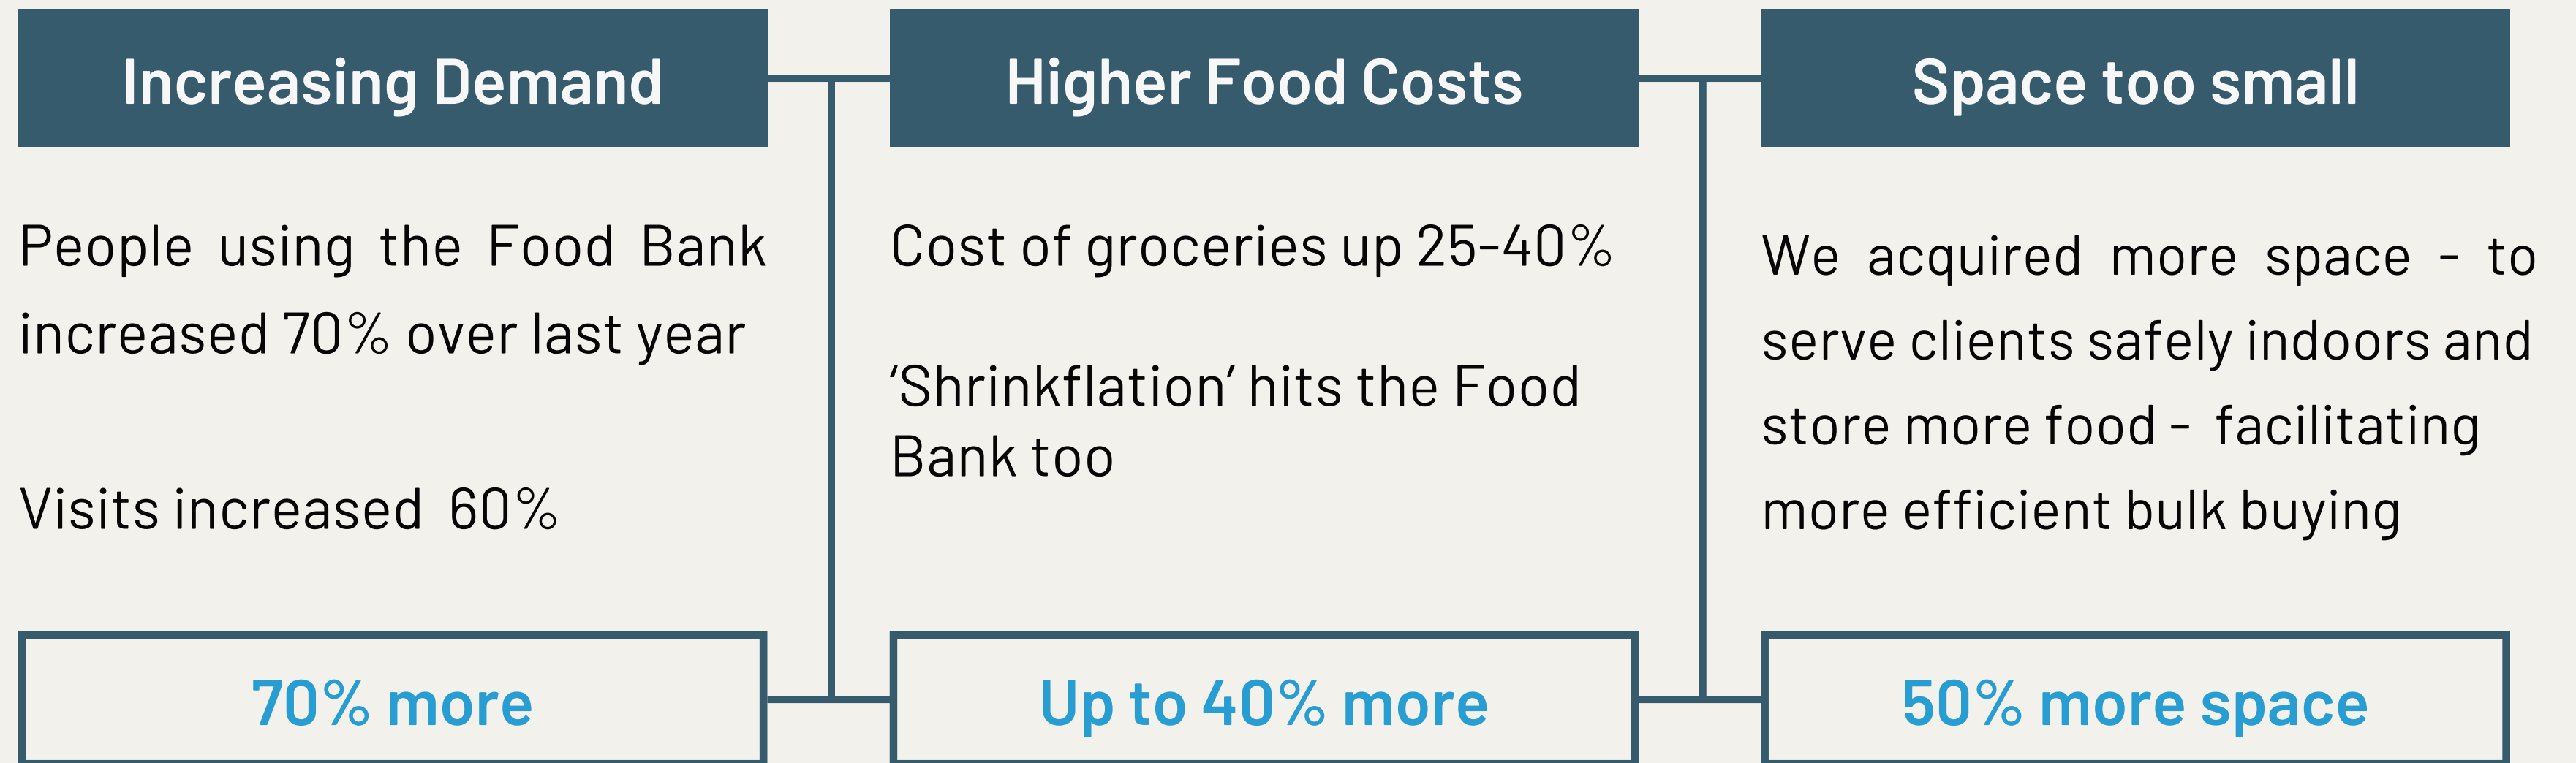 Increasing Demand
People using the Food Bank
increased 70% over last year
Visits increased 60%
70% more
Higher Food Costs
Cost of groceries up 25-40%
‘Shrinkflation’ hits the Food
Bank too
Up to 40% more
Space too small
We acquired more space - to
serve clients safely indoors and
store more food - facilitating
more efficient bulk buying
50% more space